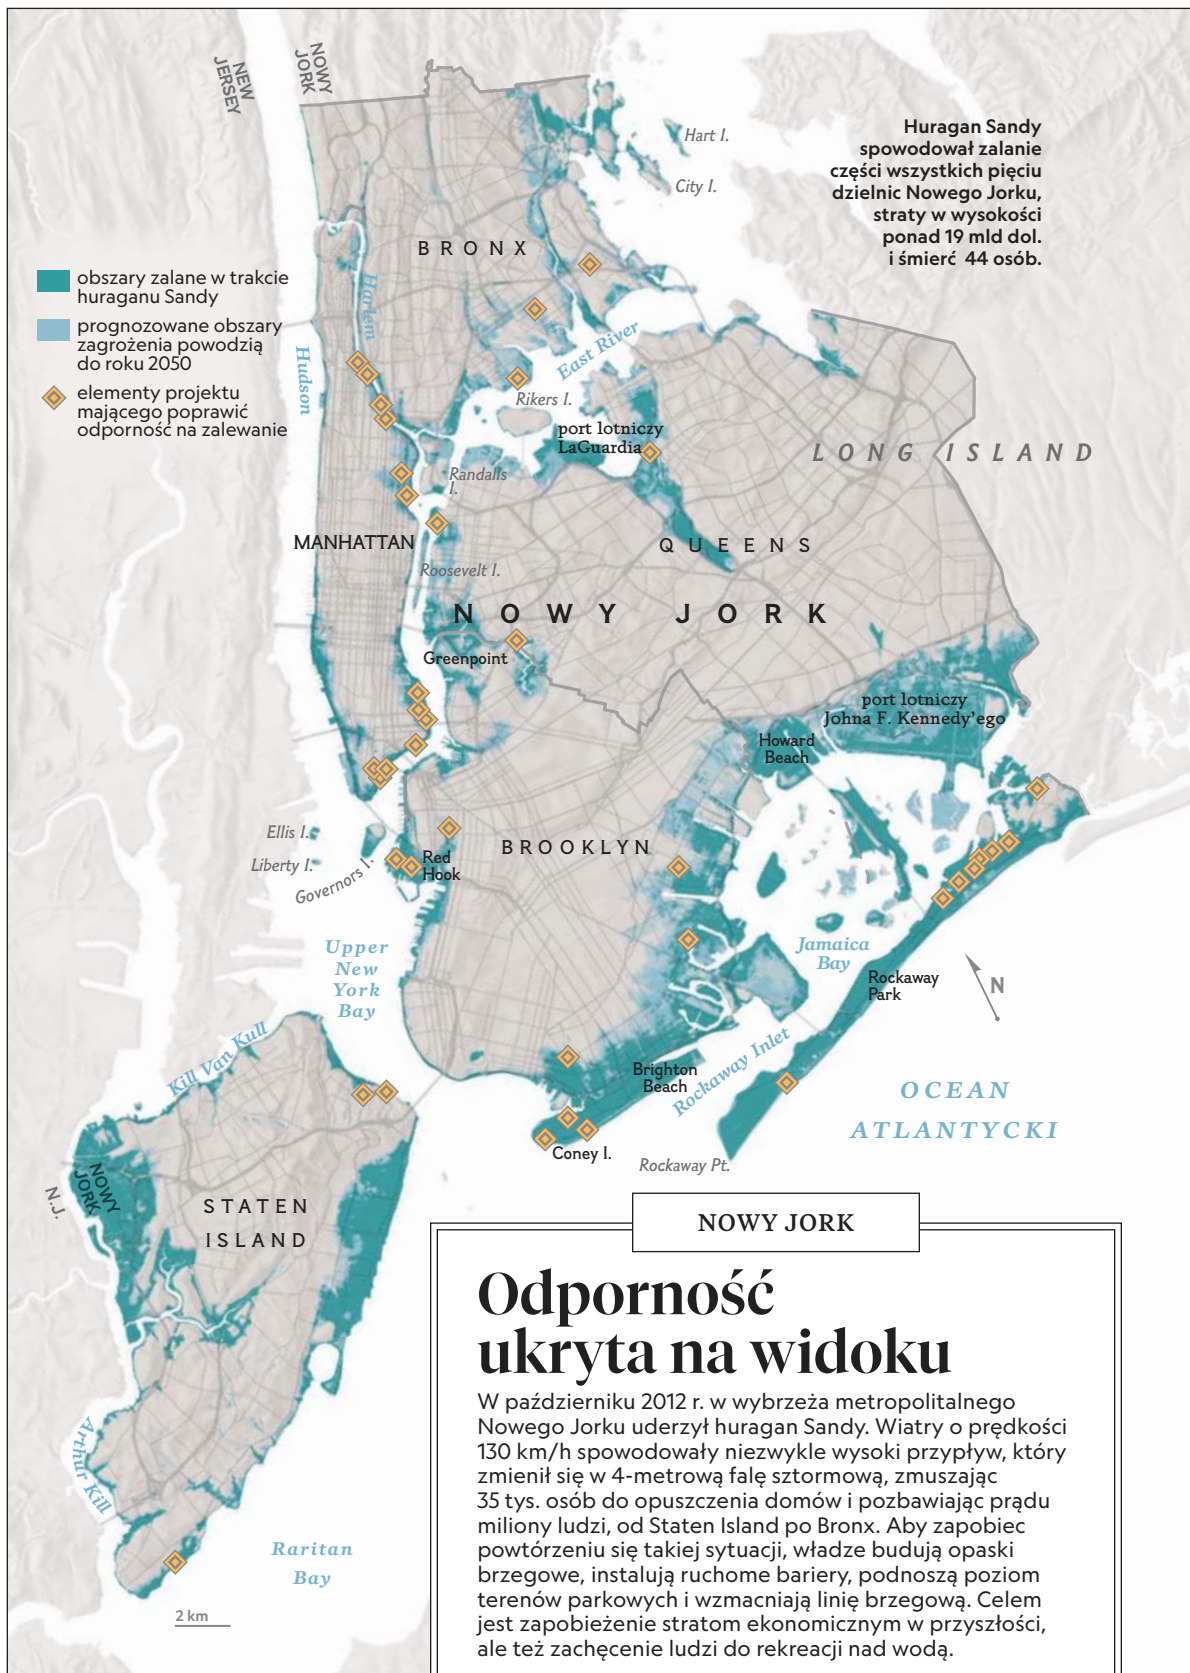 NEW
JERSEY
NOWY
JORK
Hart I.
City I.
Huragan Sandy
spowodował zalanie
części wszystkich pięciu
dzielnic Nowego Jorku,
straty w wysokości
ponad 19 mld dol.
i śmierć 44 osób.
BRONX
obszary zalane w trakcie
huraganu Sandy
prognozowane obszary
zagrożenia powodzią
do roku 2050
elementy projektu
mającego poprawić
odporność na zalewanie
Harlem
Hudson
East River
Rikers I.
port lotniczy
LaGuardia
LONG ISLAND
Randalls
I.
MANHATTAN
QUEENS
Roosevelt I.
NOWY JORK
Greenpoint
port lotniczy
Johna F. Kennedy'ego
Howard
Beach
Ellis I.
Liberty I.
Governors I.
Red
Hook
BROOKLYN
Upper
New
York
Bay
Jamaica
Bay
Rockaway
Park
N
Kill Van Kull
Brighton
Beach
Rockaway Inlet
OCEAN
ATLANTYCKI
Coney I.
Rockaway Pt.
NOWY
JORK
N.J.
STATEN
ISLAND
Arthur Kill
Raritan
Bay
2 km
NOWY JORK
Odporność
ukryta na widoku
W październiku 2012 r. w wybrzeża metropolitalnego
Nowego Jorku uderzył huragan Sandy. Wiatry o prędkości
130 km/h spowodowały niezwykle wysoki przypływ, który
zmienił się w 4-metrową falę sztormową, zmuszając
35 tys. osób do opuszczenia domów i pozbawiając prądu
miliony ludzi, od Staten Island po Bronx. Aby zapobiec
powtórzeniu się takiej sytuacji, władze budują opaski
brzegowe, instalują ruchome bariery, podnoszą poziom
terenów parkowych i wzmacniają linię brzegową. Celem
jest zapobieżenie stratom ekonomicznym w przyszłości,
ale też zachęcenie ludzi do rekreacji nad wodą.